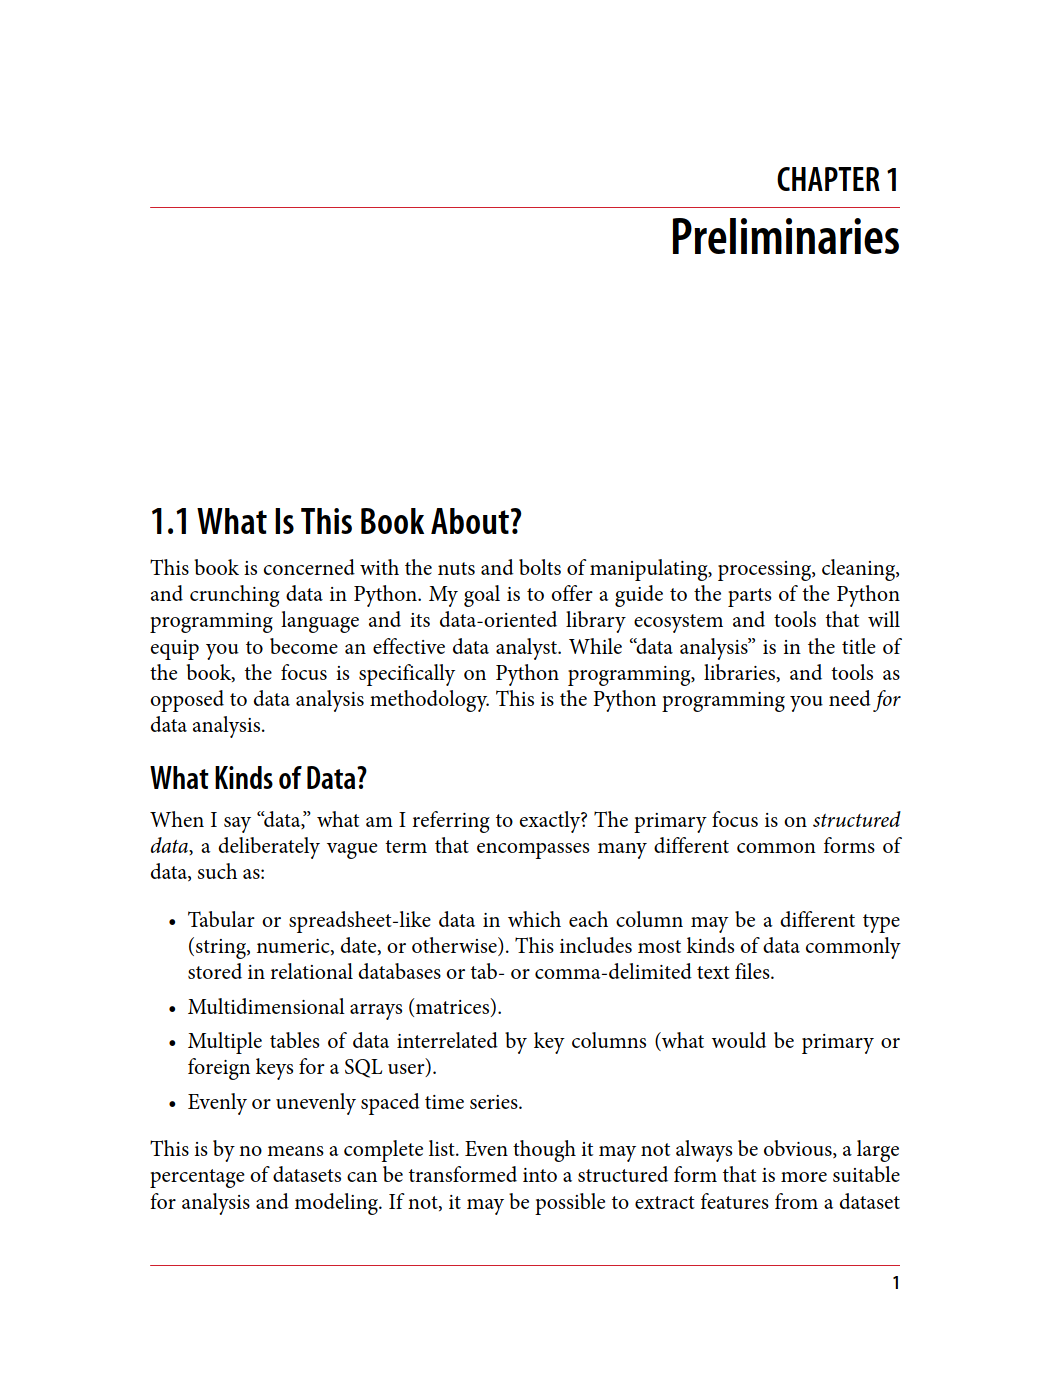 CHAPTER 1
Preliminaries
1.1 What Is This Book About?
This book is concerned with the nuts and bolts of manipulating, processing, cleaning,
and crunching data in Python. My goal is to offer a guide to the parts of the Python
programming language and its data-oriented library ecosystem and tools that will
equip you to become an effective data analyst. While “data analysis” is in the title of
the book, the focus is specifically on Python programming, libraries, and tools as
opposed to data analysis methodology. This is the Python programming you need for
data analysis.
What Kinds of Data?
When I say “data,” what am I referring to exactly? The primary focus is on structured
data, a deliberately vague term that encompasses many different common forms of
data, such as:
• Tabular or spreadsheet-like data in which each column may be a different type
(string, numeric, date, or otherwise). This includes most kinds of data commonly
stored in relational databases or tab- or comma-delimited text files.
• Multidimensional arrays (matrices).
• Multiple tables of data interrelated by key columns (what would be primary or
foreign keys for a SQL user).
• Evenly or unevenly spaced time series.
This is by no means a complete list. Even though it may not always be obvious, a large
percentage of datasets can be transformed into a structured form that is more suitable
for analysis and modeling. If not, it may be possible to extract features from a dataset
1